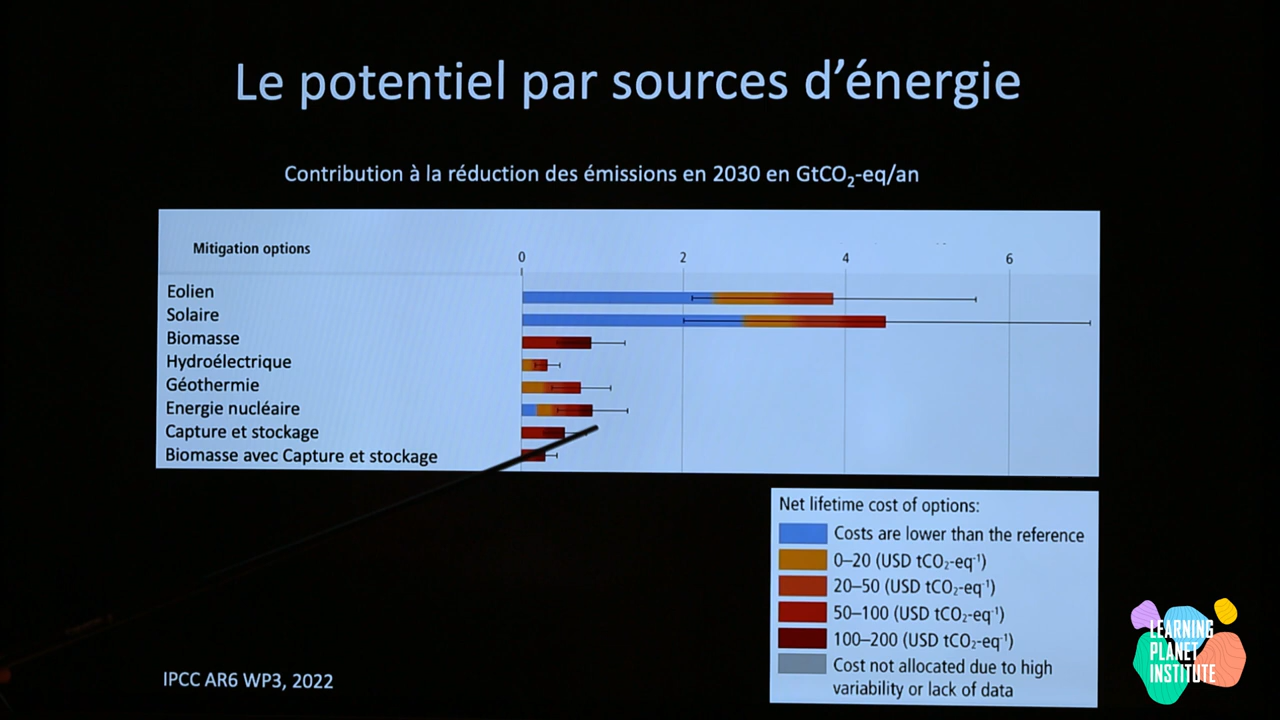 Le potentiel par sources d'énergie
Contribution à la réduction des émissions en 2030 en GtCO₂-eq/an
Mitigation options
0 2 4 6
Eolien
Solaire
Biomasse
Hydroélectrique
Géothermie
Energie nucléaire
Capture et stockage
Biomasse avec Capture et stockage
Net lifetime cost of options:
Costs are lower than the reference
0–20 (USD tCO₂-eq⁻¹)
20–50 (USD tCO₂-eq⁻¹)
50–100 (USD tCO₂-eq⁻¹)
100–200 (USD tCO₂-eq⁻¹)
Cost not allocated due to high
variability or lack of data
IPCC AR6 WP3, 2022
LEARNING
PLANET
INSTITUTE